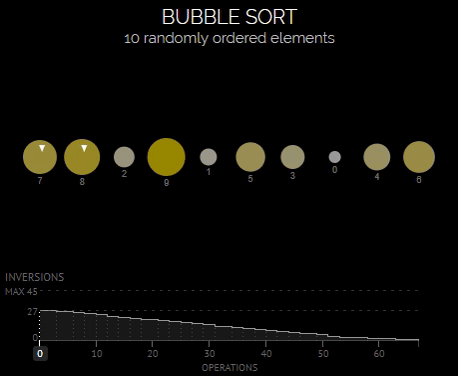 BUBBLE SORT
10 randomly ordered elements
7 8 2 9 1 5 3 0 4 6
INVERSIONS
MAX 45
27
0
0 10 20 30 40 50 60
OPERATIONS